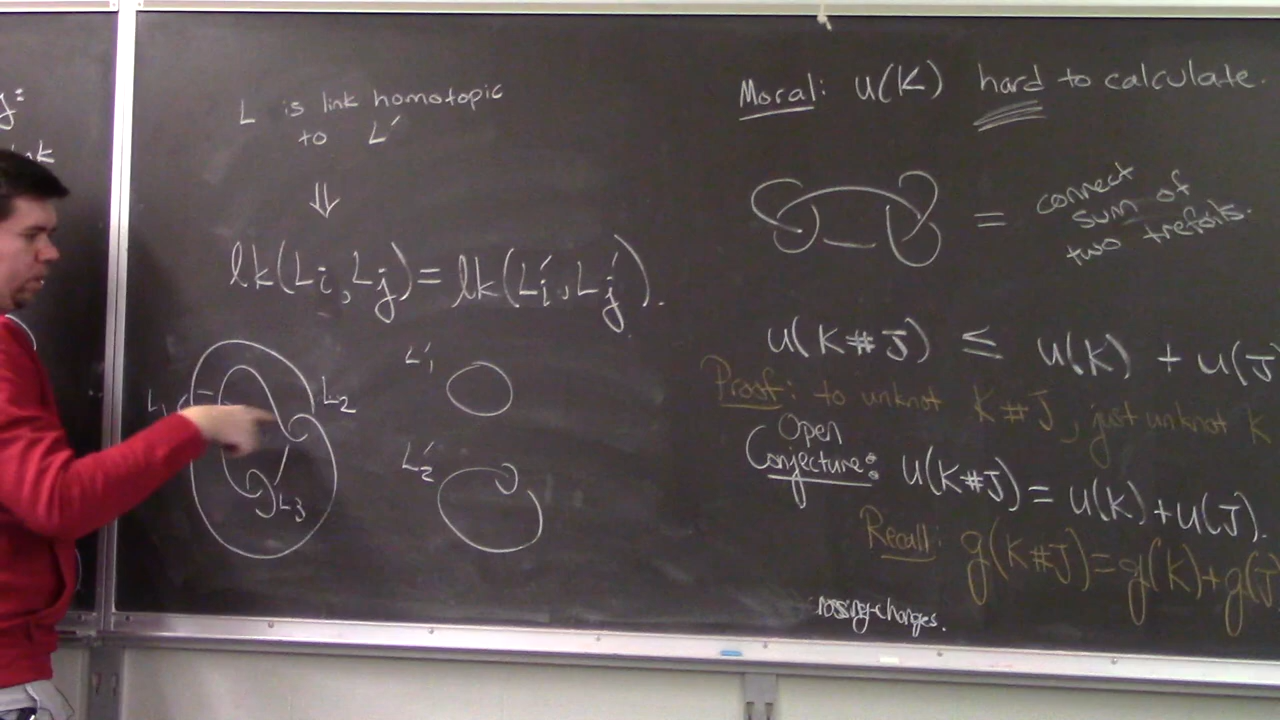 L is link homotopic
to L′
⇓
lk(Li, Lj) = lk(L′i, L′j).
L1
L2
L3
L′1
L′2
Moral: u(K) hard to calculate.
= connect
sum of
two trefoils.
u(K#J) ≤ u(K) + u(J
Proof: to unknot K#J, just unknot K
Open
Conjecture: u(K#J) = u(K)+u(J).
Recall: g(K#J)=g(K)+g(J
crossing-changes.